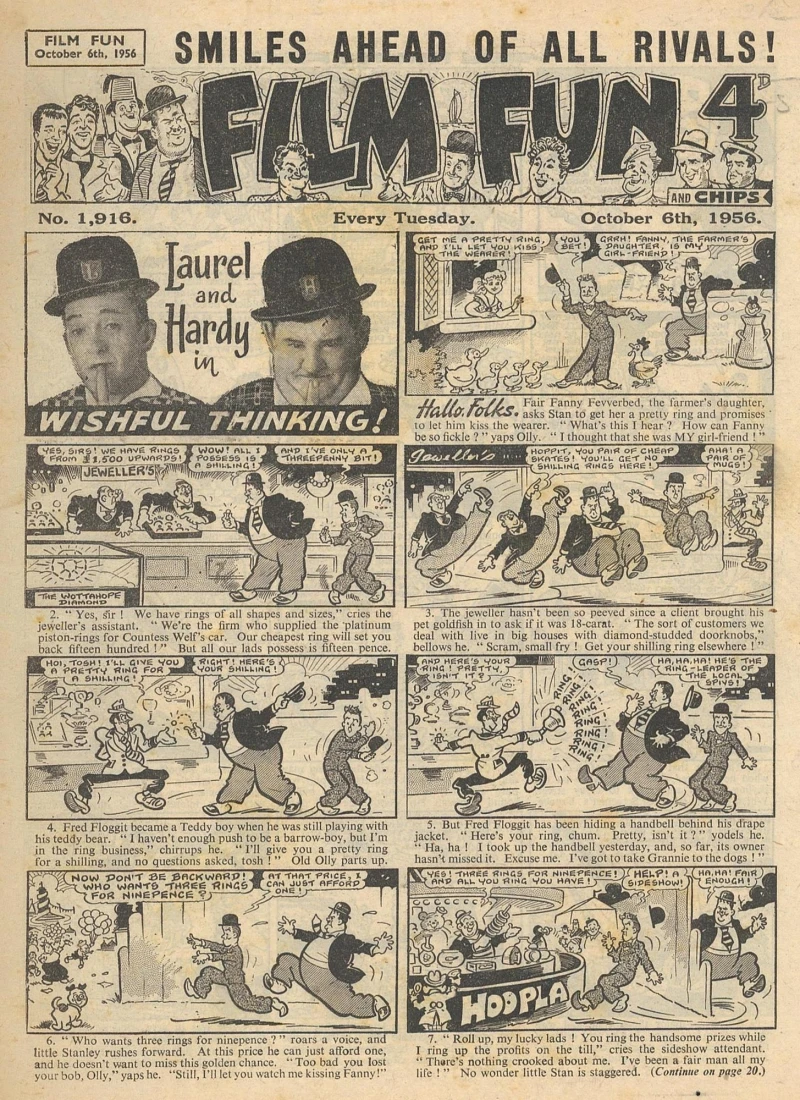 FILM FUN
October 6th, 1956
SMILES AHEAD OF ALL RIVALS!
FILM FUN
4D
AND CHIPS
No. 1,916.
Every Tuesday.
October 6th, 1956.
Laurel
and
Hardy
in
WISHFUL THINKING!
GET ME A PRETTY RING,
AND I'LL LET YOU KISS
THE WEARER!
YOU
BET!
GRRH! FANNY, THE FARMER'S
DAUGHTER, IS MY
GIRL-FRIEND!
Hallo, Folks. Fair Fanny Fevverbed, the farmer's daughter,
asks Stan to get her a pretty ring and promises
to let him kiss the wearer. "What's this I hear? How can Fanny
be so fickle?" yaps Olly. "I thought that she was MY girl-friend!"
YES, SIRS! WE HAVE RINGS
FROM £1,500 UPWARDS!
WOW! ALL I
POSSESS IS
A SHILLING!
AND I'VE ONLY A
THREEPENNY BIT!
JEWELLER'S
THE WOTTAHOPE
DIAMOND
2. "Yes, sir! We have rings of all shapes and sizes," cries the
jeweller's assistant. "We're the firm who supplied the platinum
piston-rings for Countess Welf's car. Our cheapest ring will set you
back fifteen hundred!" But all our lads possess is fifteen pence.
Jeweller's
HOPPIT, YOU PAIR OF CHEAP
SKATES! YOU'LL GET NO
SHILLING RINGS HERE!
AHA! A
PAIR OF
MUGS!
3. The jeweller hasn't been so peeved since a client brought his
pet goldfish in to ask if it was 18-carat. "The sort of customers we
deal with live in big houses with diamond-studded doorknobs,"
bellows he. "Scram, small fry! Get your shilling ring elsewhere!"
HOI, TOSH! I'LL GIVE YOU
A PRETTY RING FOR
A SHILLING!
RIGHT! HERE'S
YOUR SHILLING!
4. Fred Floggit became a Teddy boy when he was still playing with
his teddy bear. "I haven't enough push to be a barrow-boy, but I'm
in the ring business," chirrups he. "I'll give you a pretty ring
for a shilling, and no questions asked, tosh!" Old Olly parts up.
AND HERE'S YOUR
RING! PRETTY,
ISN'T IT?
RING!
RING!
RING!
RING!
RING!
RING!
RING!
GASP!
HA, HA, HA! HE'S THE
RING-LEADER OF
THE LOCAL
SPIVS!
5. But Fred Floggit has been hiding a handbell behind his drape
jacket. "Here's your ring, chum. Pretty, isn't it?" yodels he.
"Ha, ha! I took up the handbell yesterday, and, so far, its owner
hasn't missed it. Excuse me. I've got to take Grannie to the dogs!"
NOW DON'T BE BACKWARD!
WHO WANTS THREE RINGS
FOR NINEPENCE?
AT THAT PRICE, I
CAN JUST AFFORD
ONE!
6. "Who wants three rings for ninepence?" roars a voice, and
little Stanley rushes forward. At this price he can just afford one,
and he doesn't want to miss this golden chance. "Too bad you lost
your bob, Olly," yaps he. "Still, I'll let you watch me kissing Fanny!"
YES! THREE RINGS FOR NINEPENCE!
AND ALL YOU RING YOU HAVE!
HELP! A
SIDESHOW!
HA, HA! FAIR
ENOUGH!
HOOPLA
7. "Roll up, my lucky lads! You ring the handsome prizes while
I ring up the profits on the till," cries the sideshow attendant.
"There's nothing crooked about me. I've been a fair man all my
life!" No wonder little Stan is staggered. (Continue on page 20.)